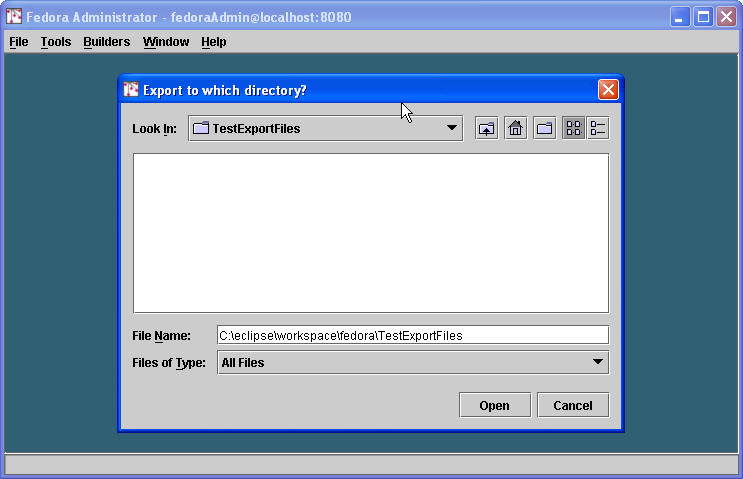 Fedora Administrator - fedoraAdmin@localhost:8080
File Tools Builders Window Help
Export to which directory?
Look In: TestExportFiles
File Name: C:\eclipse\workspace\fedora\TestExportFiles
Files of Type: All Files
Open Cancel